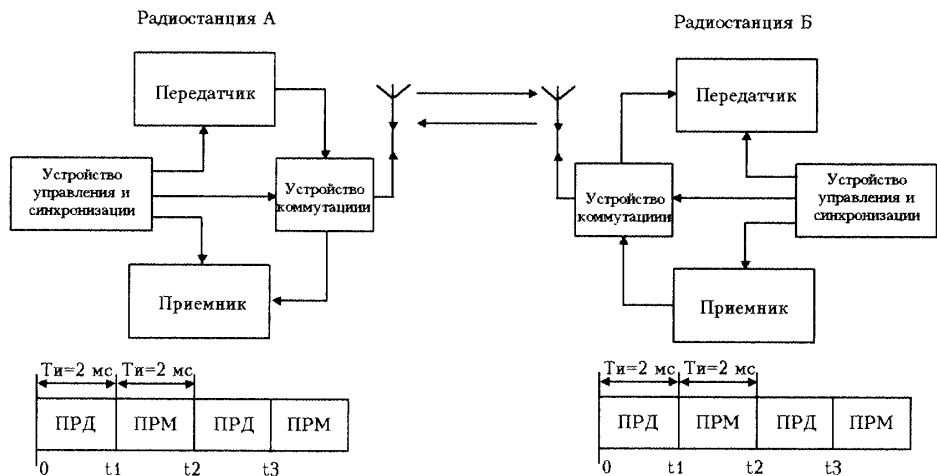 Радиостанция А
Радиостанция Б
Передатчик
Передатчик
Устройство
управления и
синхронизации
Устройство
коммутациии
Устройство
коммутациии
Устройство
управления и
синхронизации
Приемник
Приемник
Ти=2 мс Ти=2 мс
Ти=2 мс Ти=2 мс
ПРД ПРМ ПРД ПРМ
ПРД ПРМ ПРД ПРМ
0 t1 t2 t3
0 t1 t2 t3